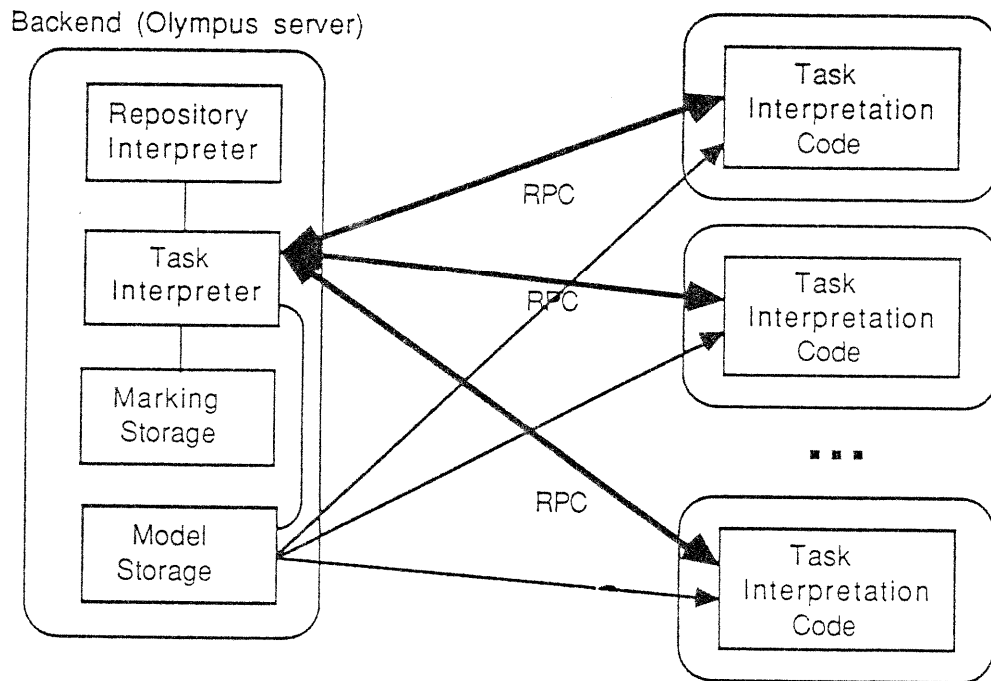 Backend (Olympus server)
Repository
Interpreter
Task
Interpreter
Marking
Storage
Model
Storage
RPC
RPC
RPC
Task
Interpretation
Code
Task
Interpretation
Code
...
Task
Interpretation
Code